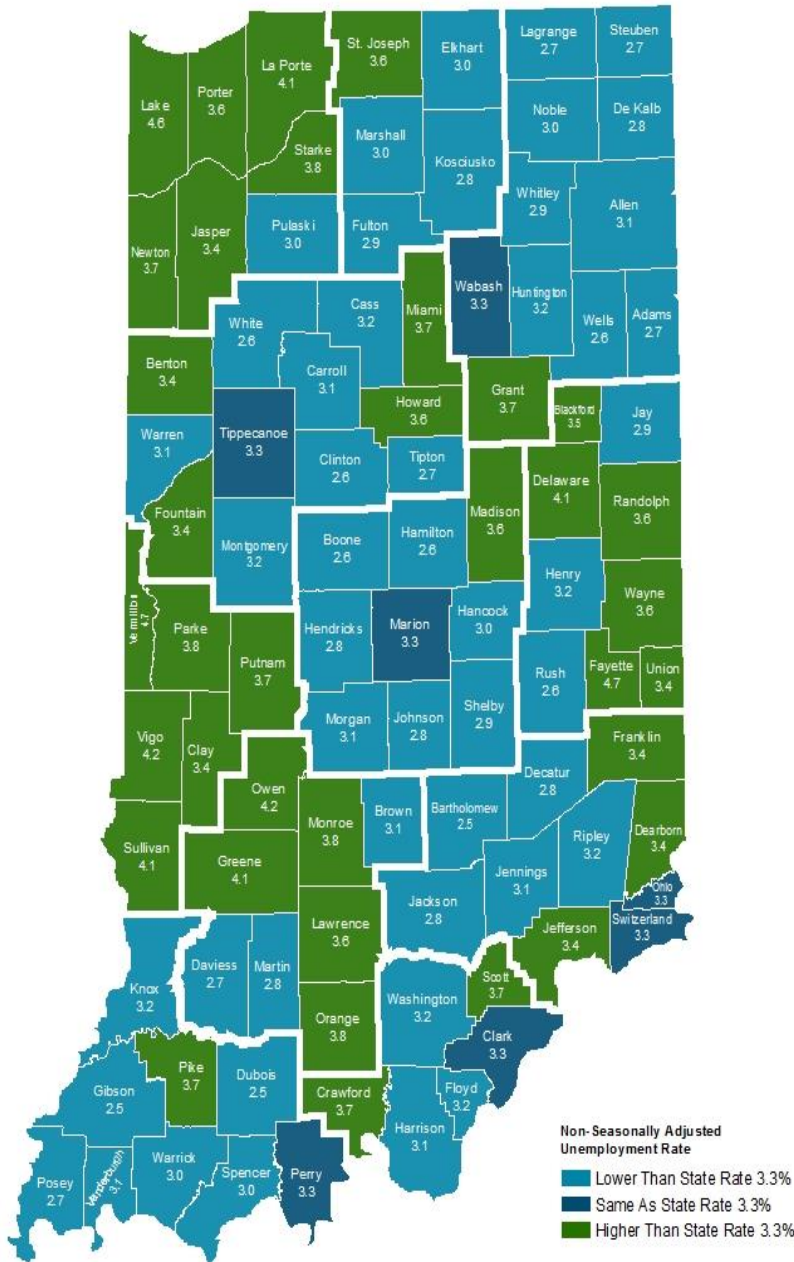 St. Joseph
3.6
Elkhart
3.0
Lagrange
2.7
Steuben
2.7
La Porte
4.1
Porter
3.6
Lake
4.6
Noble
3.0
De Kalb
2.8
Marshall
3.0
Starke
3.8
Kosciusko
2.8
Whitley
2.9
Allen
3.1
Newton
3.7
Jasper
3.4
Pulaski
3.0
Fulton
2.9
Wabash
3.3
Huntington
3.2
Miami
3.7
Cass
3.2
White
2.6
Wells
2.6
Adams
2.7
Benton
3.4
Carroll
3.1
Howard
3.6
Grant
3.7
Blackford
3.5
Jay
2.9
Warren
3.1
Tippecanoe
3.3
Clinton
2.6
Tipton
2.7
Delaware
4.1
Randolph
3.6
Madison
3.6
Fountain
3.4
Montgomery
3.2
Boone
2.6
Hamilton
2.6
Henry
3.2
Wayne
3.6
Vermillion
4.7
Parke
3.8
Putnam
3.7
Hendricks
2.8
Marion
3.3
Hancock
3.0
Rush
2.6
Fayette
4.7
Union
3.4
Vigo
4.2
Clay
3.4
Morgan
3.1
Johnson
2.8
Shelby
2.9
Franklin
3.4
Owen
4.2
Decatur
2.8
Sullivan
4.1
Greene
4.1
Monroe
3.8
Brown
3.1
Bartholomew
2.5
Ripley
3.2
Dearborn
3.4
Jennings
3.1
Ohio
3.3
Jackson
2.8
Switzerland
3.3
Jefferson
3.4
Lawrence
3.6
Knox
3.2
Daviess
2.7
Martin
2.8
Scott
3.7
Washington
3.2
Orange
3.8
Clark
3.3
Pike
3.7
Dubois
2.5
Gibson
2.5
Crawford
3.7
Floyd
3.2
Harrison
3.1
Posey
2.7
Vanderburgh
3.1
Warrick
3.0
Spencer
3.0
Perry
3.3
Non-Seasonally Adjusted
Unemployment Rate
Lower Than State Rate 3.3%
Same As State Rate 3.3%
Higher Than State Rate 3.3%